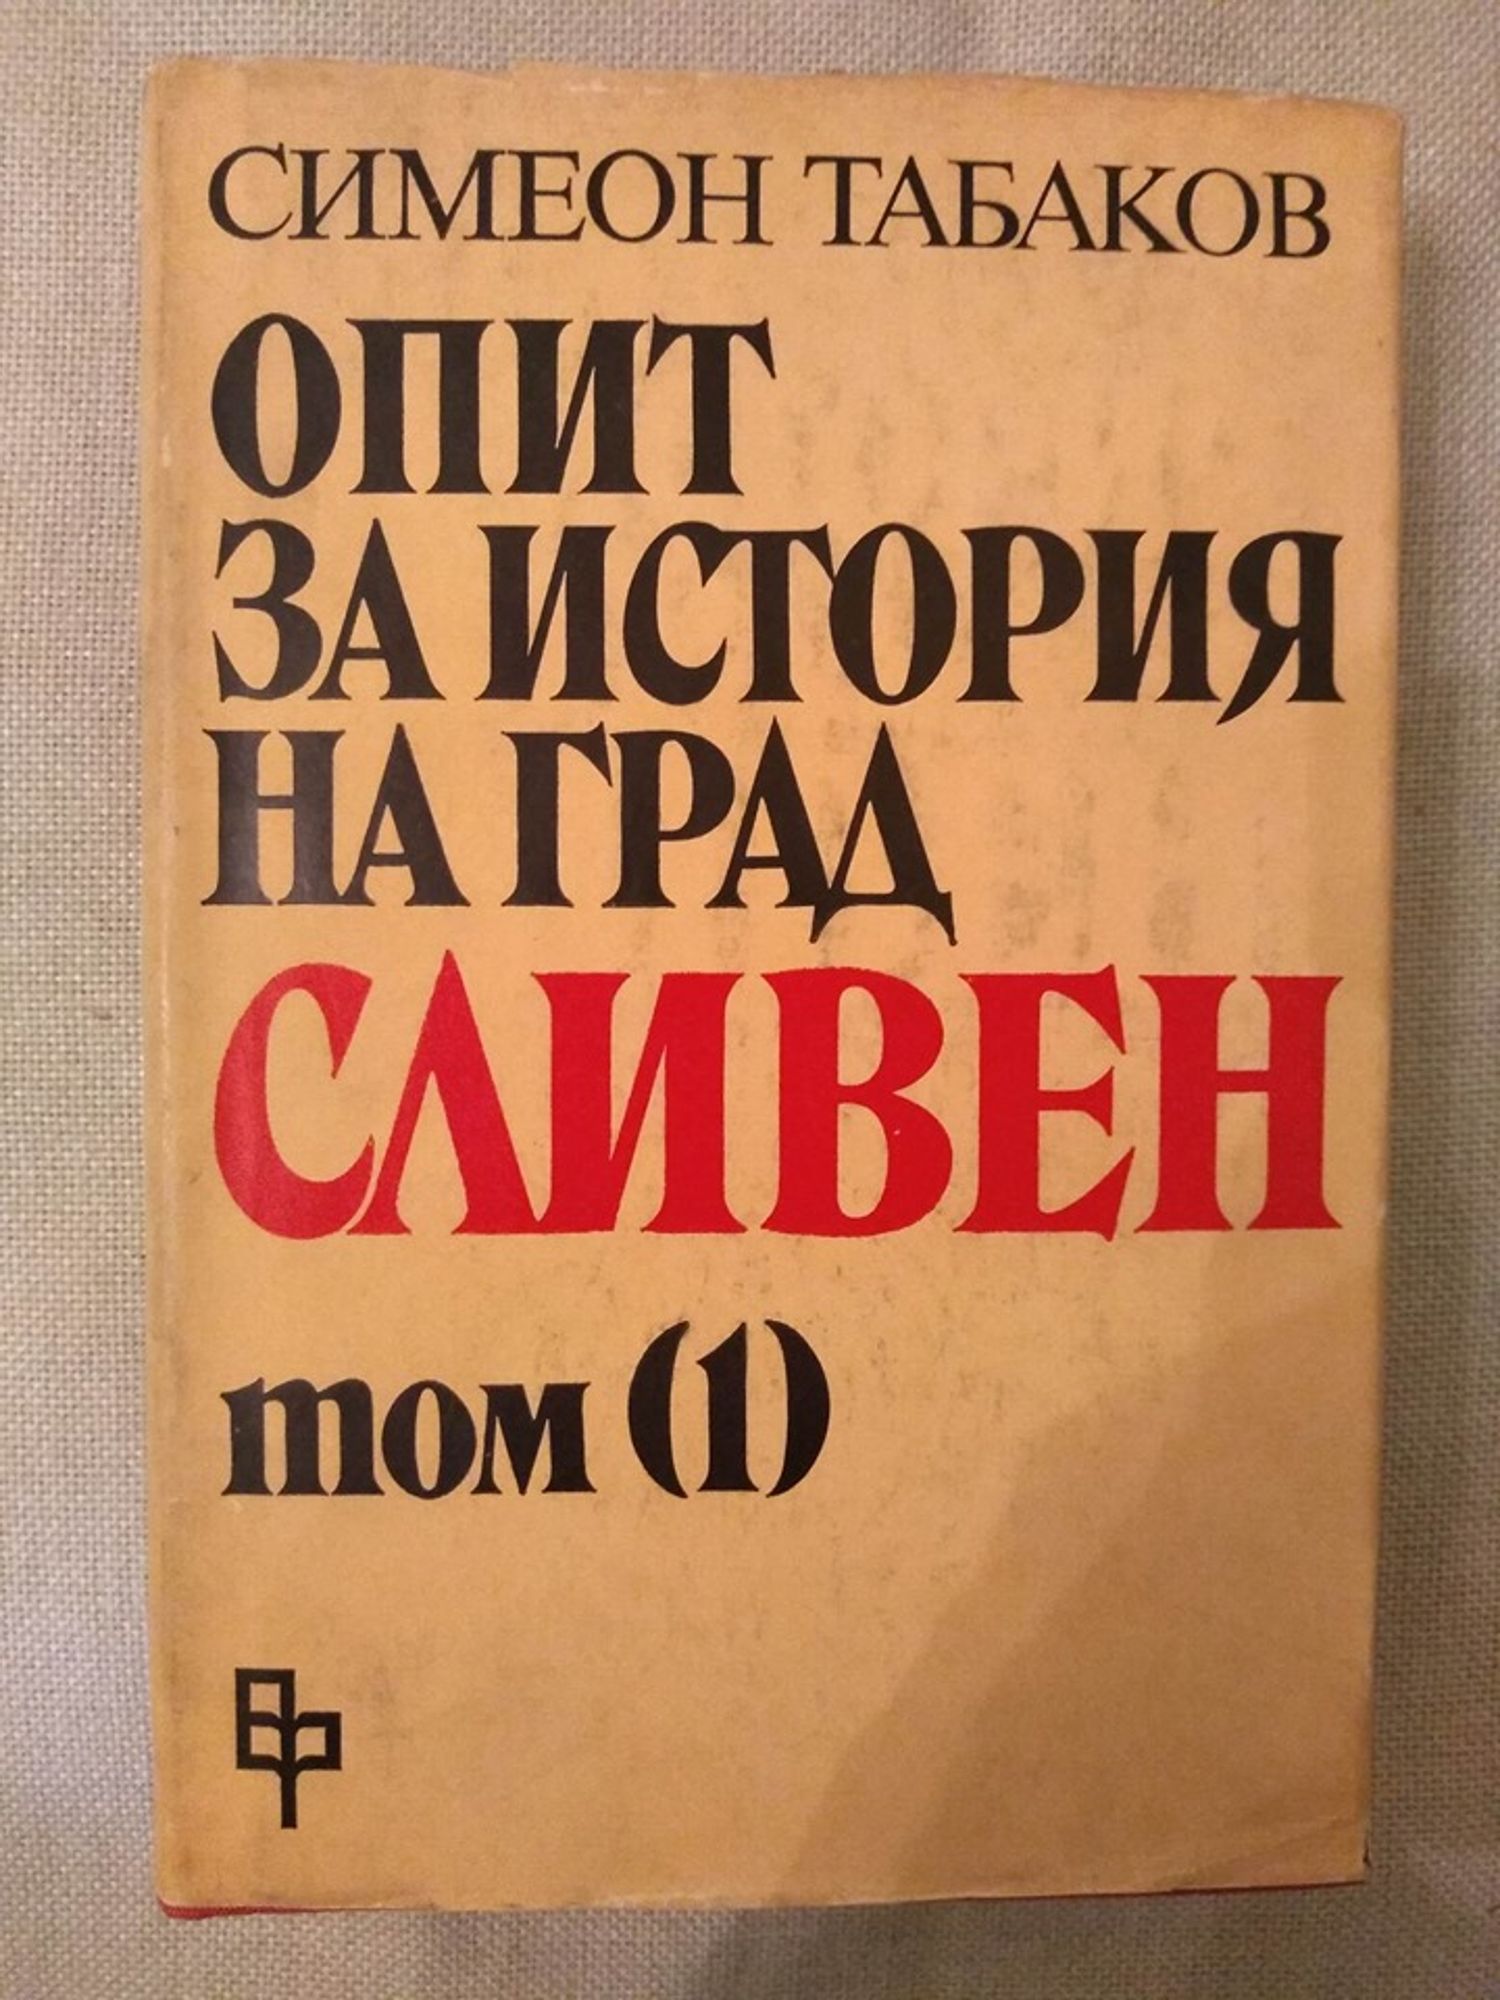 СИМЕОН ТАБАКОВ
ОПИТ
ЗА ИСТОРИЯ
НА ГРАД
СЛИВЕН
том (1)